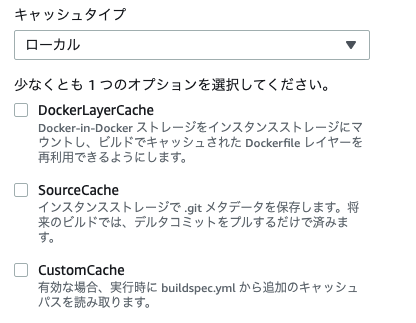 キャッシュタイプ
ローカル
少なくとも 1 つのオプションを選択してください。
DockerLayerCache
Docker-in-Docker ストレージをインスタンスストレージにマ
ウントし、ビルドでキャッシュされた Dockerfile レイヤーを
再利用できるようにします。
SourceCache
インスタンスストレージで .git メタデータを保存します。将
来のビルドでは、デルタコミットをプルするだけで済みま
す。
CustomCache
有効な場合、実行時に buildspec.yml から追加のキャッシュ
パスを読み取ります。